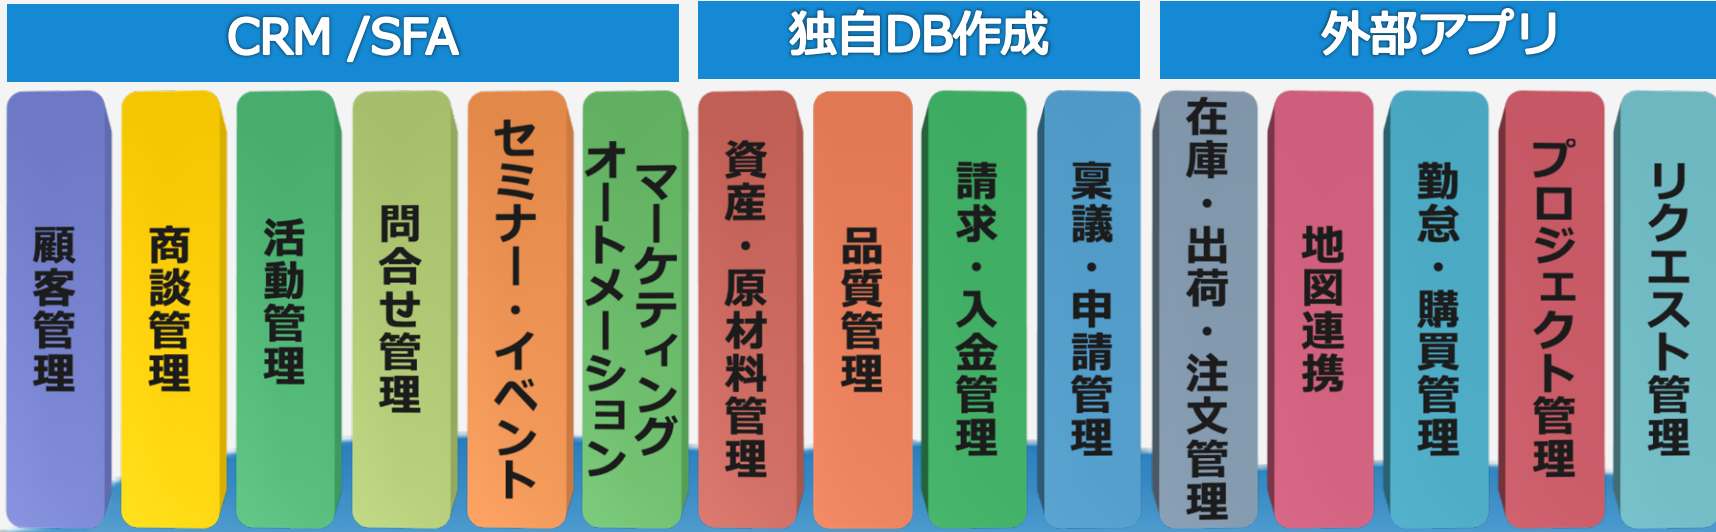 CRM /SFA
独自DB作成
外部アプリ
顧客管理
商談管理
活動管理
問合せ管理
セミナー・イベント
マーケティング
オートメーション
資産・原材料管理
品質管理
請求・入金管理
稟議・申請管理
在庫・出荷・注文管理
地図連携
勤怠・購買管理
プロジェクト管理
リクエスト管理